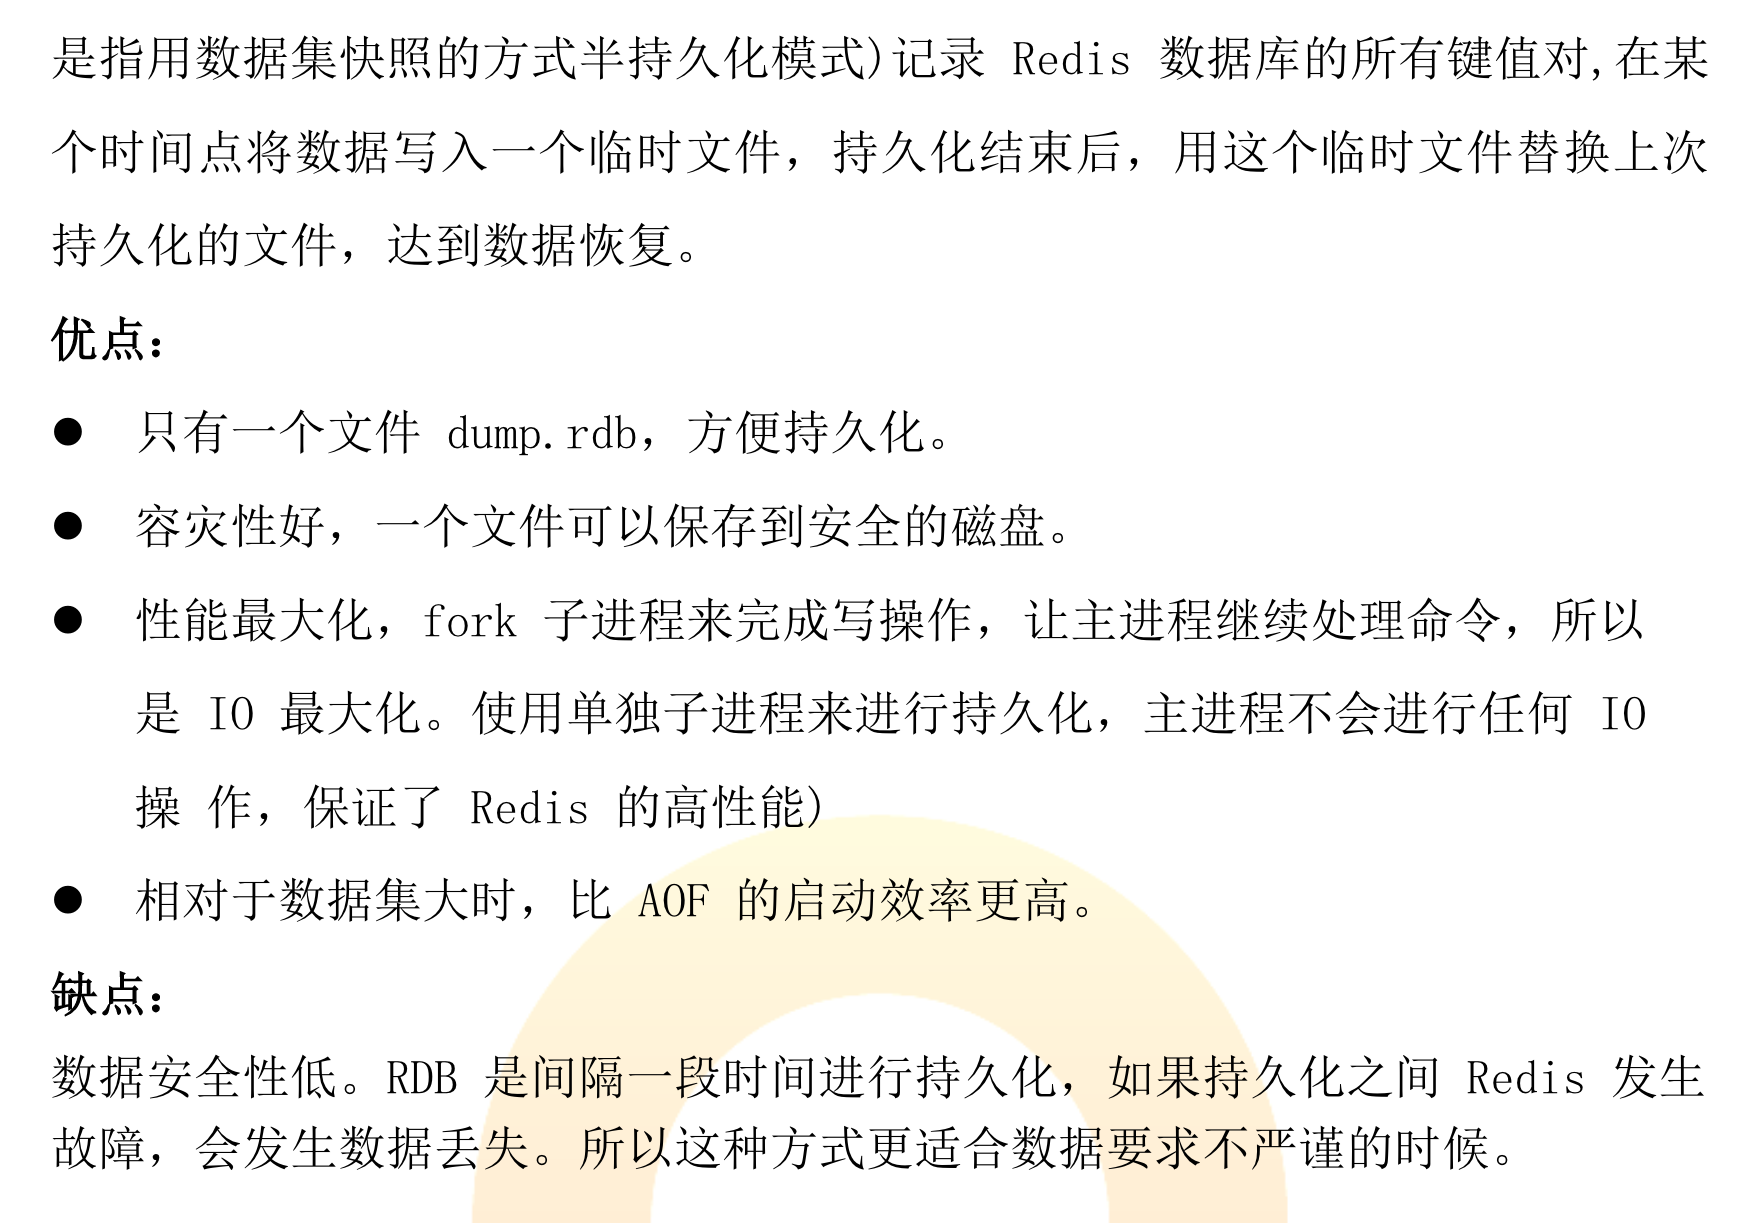 是指用数据集快照的方式半持久化模式)记录 Redis 数据库的所有键值对,在某
个时间点将数据写入一个临时文件，持久化结束后，用这个临时文件替换上次
持久化的文件，达到数据恢复。
优点：
● 只有一个文件 dump.rdb，方便持久化。
● 容灾性好，一个文件可以保存到安全的磁盘。
● 性能最大化，fork 子进程来完成写操作，让主进程继续处理命令，所以
是 IO 最大化。使用单独子进程来进行持久化，主进程不会进行任何 IO
操 作，保证了 Redis 的高性能)
● 相对于数据集大时，比 AOF 的启动效率更高。
缺点：
数据安全性低。RDB 是间隔一段时间进行持久化，如果持久化之间 Redis 发生
故障，会发生数据丢失。所以这种方式更适合数据要求不严谨的时候。